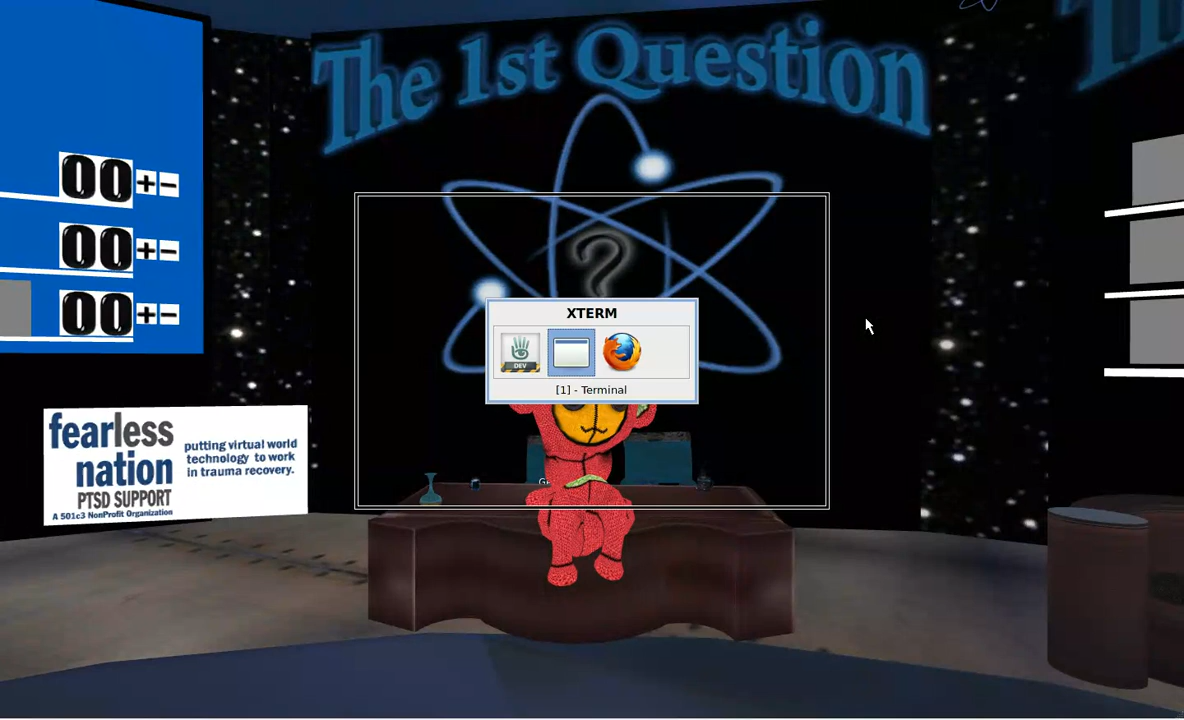 The 1st Question
00 + -
00 + -
00 + -
XTERM
DEV
[1] - Terminal
fearless
nation
PTSD SUPPORT
A 501c3 NonProfit Organization
putting virtual world
technology to work
in trauma recovery.